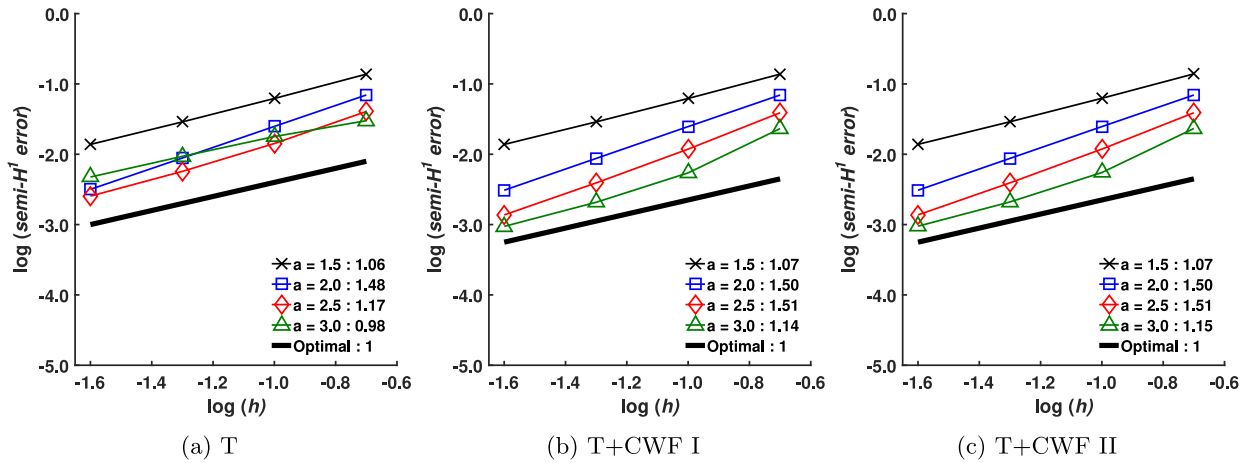 0.0
-1.0
-2.0
-3.0
-4.0
-5.0
log (semi-H¹ error)
a = 1.5 : 1.06
a = 2.0 : 1.48
a = 2.5 : 1.17
a = 3.0 : 0.98
Optimal : 1
-1.6 -1.4 -1.2 -1.0 -0.8 -0.6
log (h)
(a) T
0.0
-1.0
-2.0
-3.0
-4.0
-5.0
log (semi-H¹ error)
a = 1.5 : 1.07
a = 2.0 : 1.50
a = 2.5 : 1.51
a = 3.0 : 1.14
Optimal : 1
-1.6 -1.4 -1.2 -1.0 -0.8 -0.6
log (h)
(b) T+CWF I
0.0
-1.0
-2.0
-3.0
-4.0
-5.0
log (semi-H¹ error)
a = 1.5 : 1.07
a = 2.0 : 1.50
a = 2.5 : 1.51
a = 3.0 : 1.15
Optimal : 1
-1.6 -1.4 -1.2 -1.0 -0.8 -0.6
log (h)
(c) T+CWF II